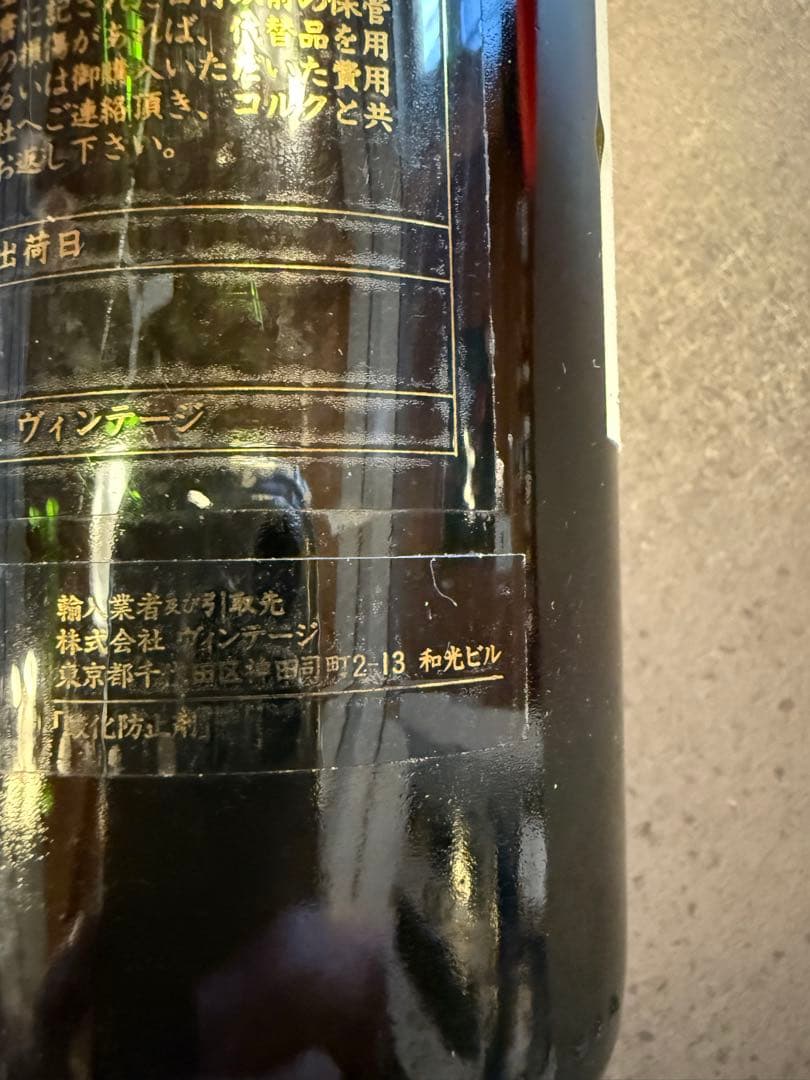 の損傷があれば、代替品を用
るいは御購入いただいた費用
社へご連絡頂き、コルクと共
お返し下さい。
出荷日
ヴィンテージ
輸入業者及び引取先
株式会社 ヴィンテージ
東京都千代田区神田司町2-13 和光ビル
「酸化防止剤」